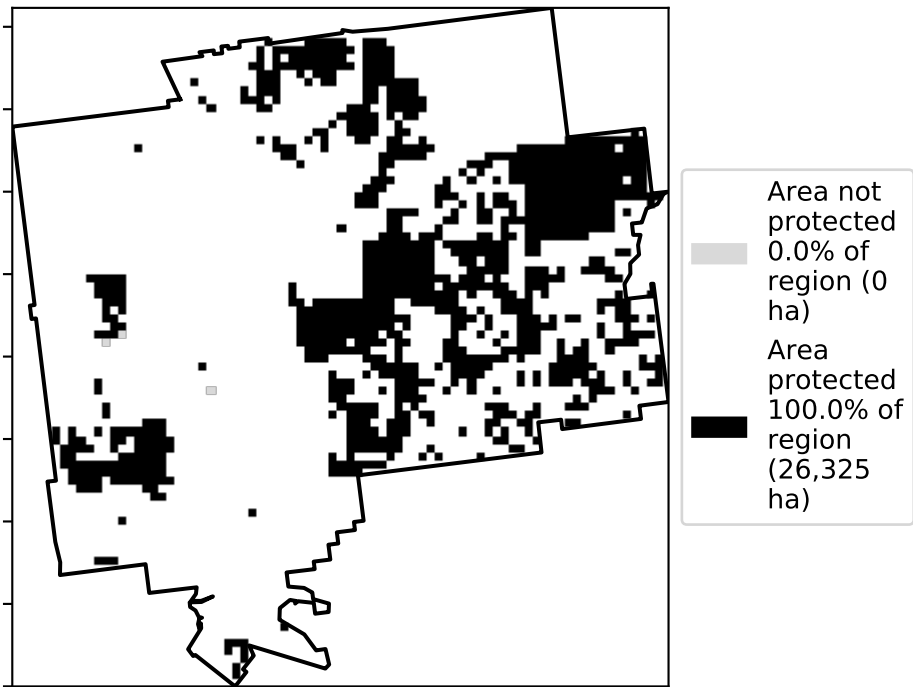 Area not
protected
0.0% of
region (0
ha)
Area
protected
100.0% of
region
(26,325
ha)